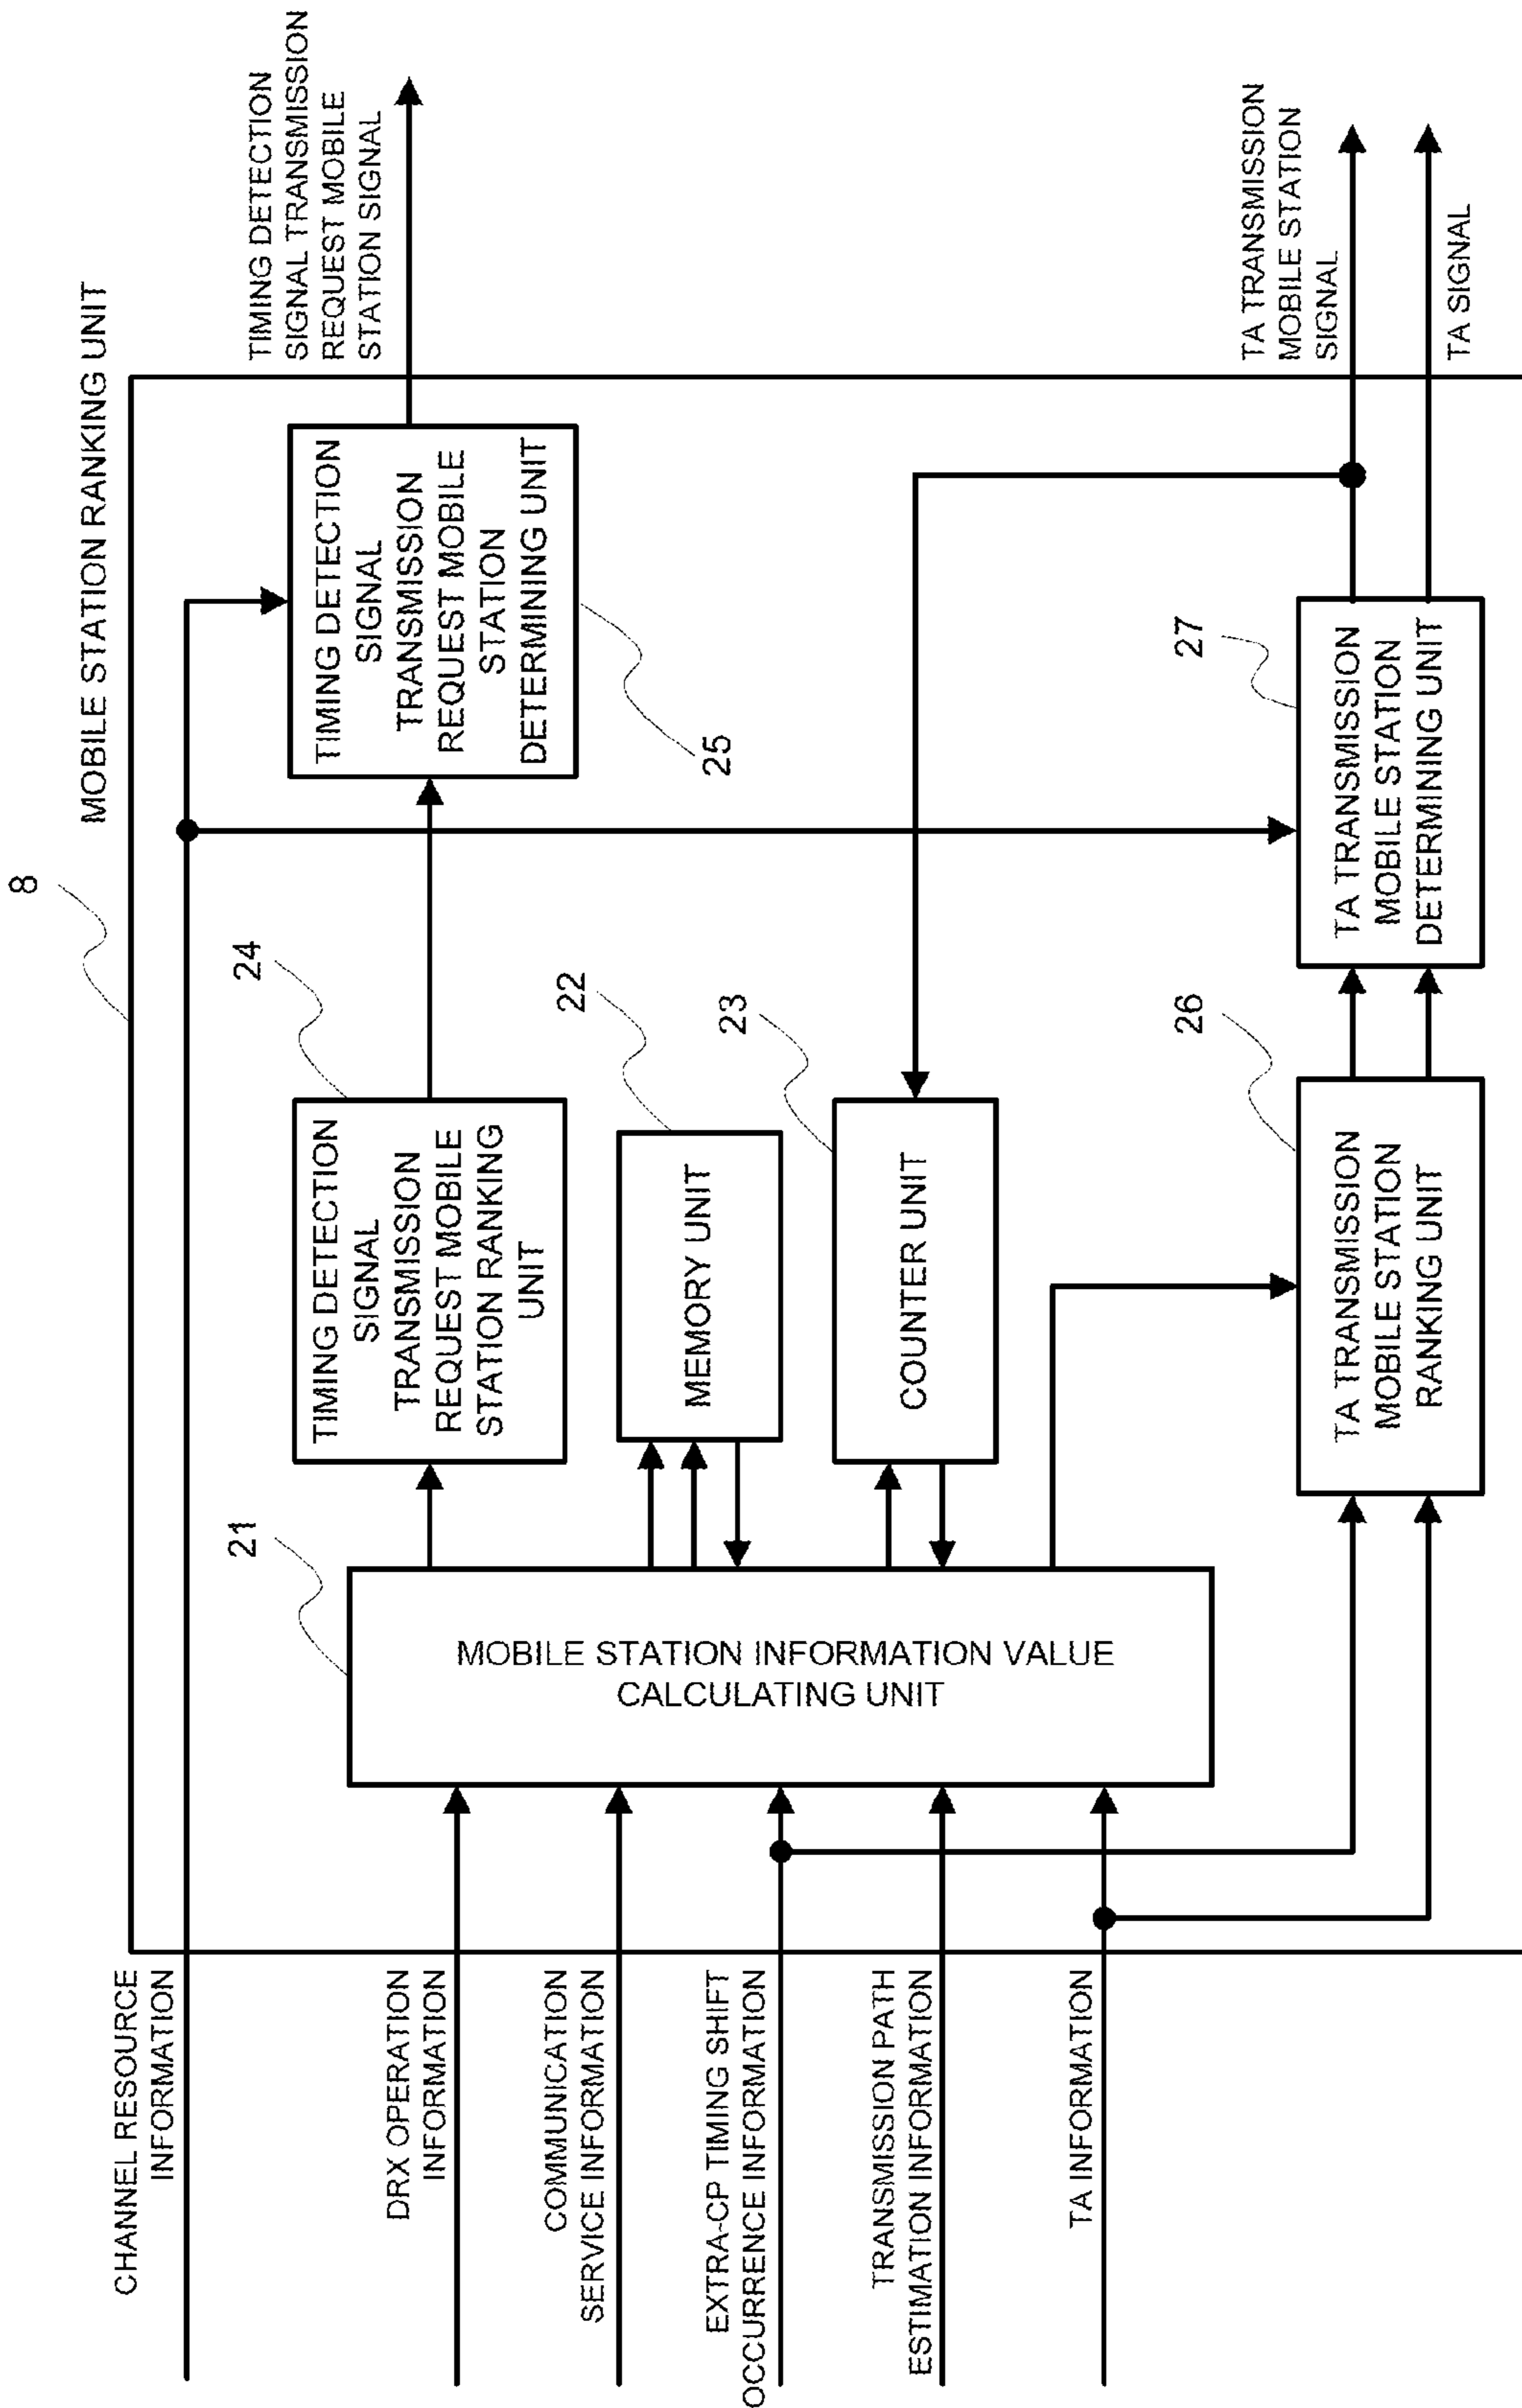 8
MOBILE STATION RANKING UNIT
CHANNEL RESOURCE
INFORMATION
DRX OPERATION
INFORMATION
COMMUNICATION
SERVICE INFORMATION
EXTRA-CP TIMING SHIFT
OCCURRENCE INFORMATION
TRANSMISSION PATH
ESTIMATION INFORMATION
TA INFORMATION
21
MOBILE STATION INFORMATION VALUE
CALCULATING UNIT
24
TIMING DETECTION
SIGNAL
TRANSMISSION
REQUEST MOBILE
STATION RANKING
UNIT
22
MEMORY UNIT
23
COUNTER UNIT
26
TA TRANSMISSION
MOBILE STATION
RANKING UNIT
TIMING DETECTION
SIGNAL
TRANSMISSION
REQUEST MOBILE
STATION
DETERMINING UNIT
25
27
TA TRANSMISSION
MOBILE STATION
DETERMINING UNIT
TIMING DETECTION
SIGNAL TRANSMISSION
REQUEST MOBILE
STATION SIGNAL
TA TRANSMISSION
MOBILE STATION
SIGNAL
TA SIGNAL